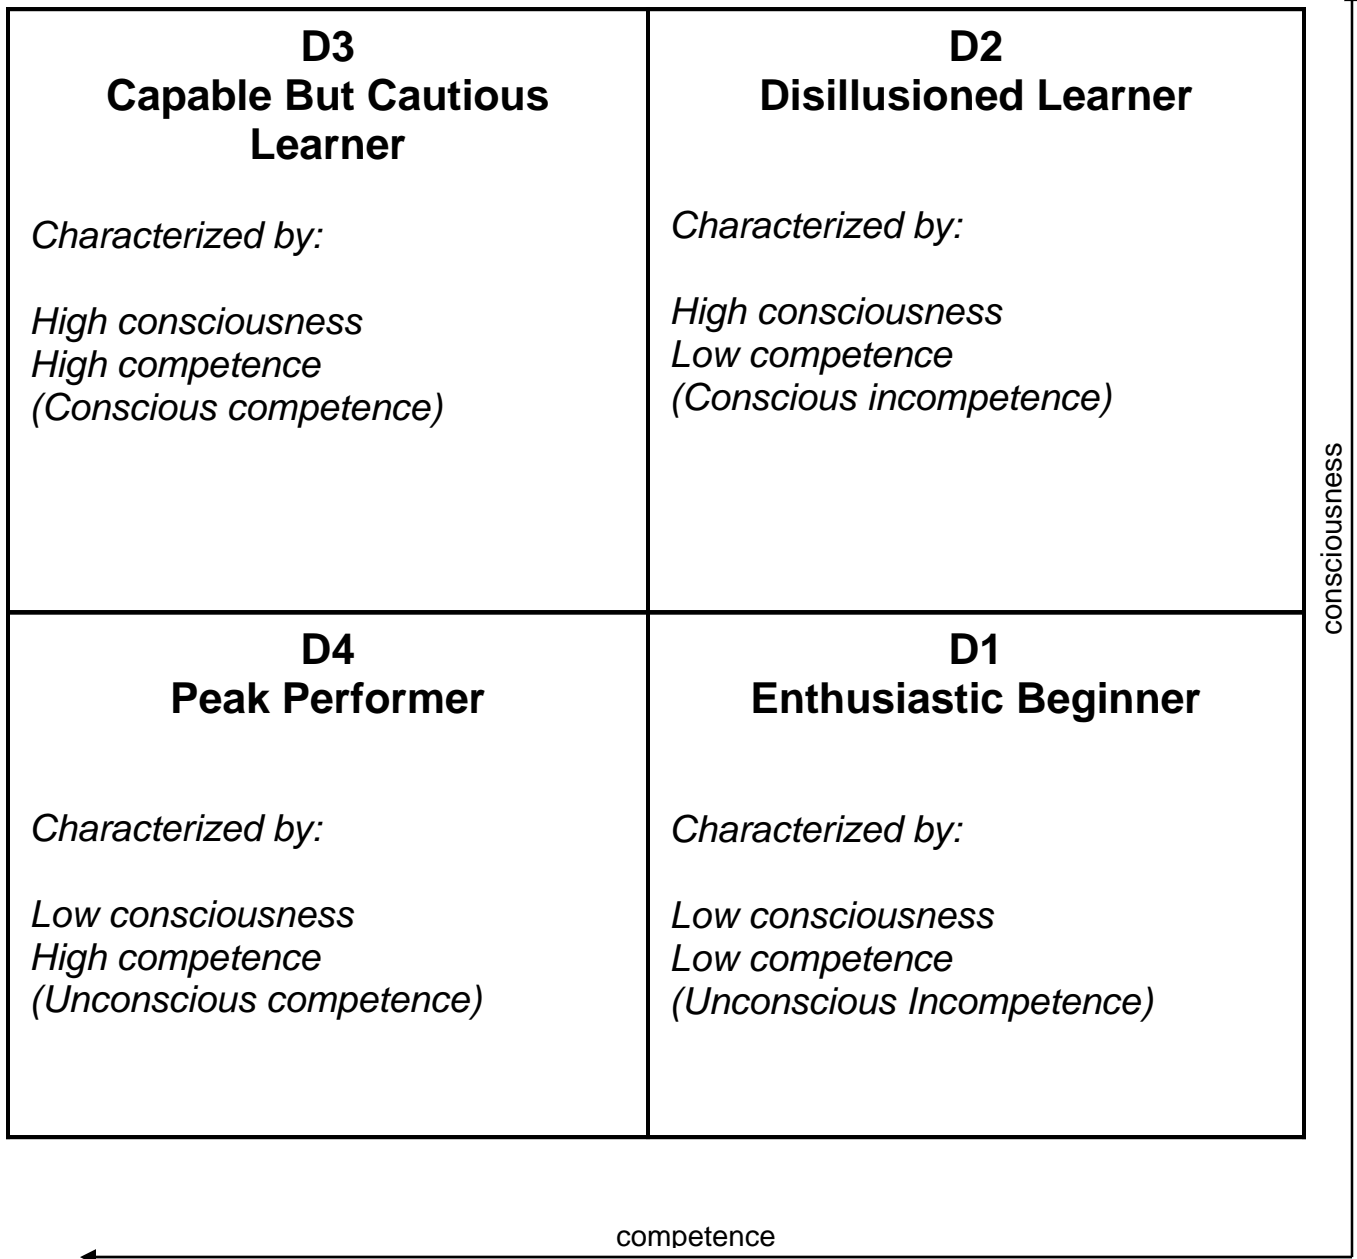 D3
Capable But Cautious
Learner
Characterized by:
High consciousness
High competence
(Conscious competence)
D2
Disillusioned Learner
Characterized by:
High consciousness
Low competence
(Conscious incompetence)
D4
Peak Performer
Characterized by:
Low consciousness
High competence
(Unconscious competence)
D1
Enthusiastic Beginner
Characterized by:
Low consciousness
Low competence
(Unconscious Incompetence)
consciousness
competence